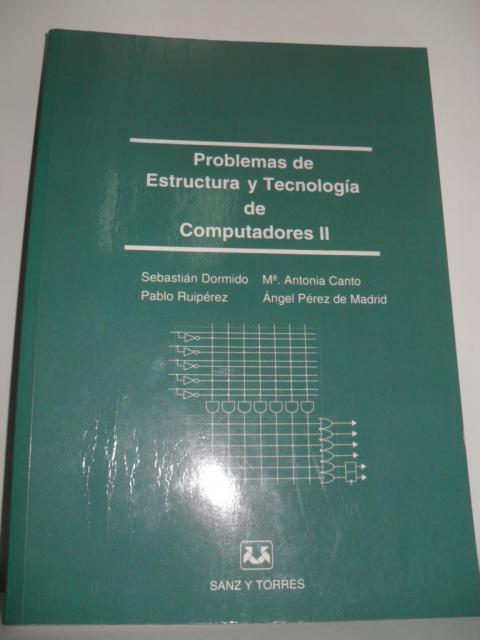 Problemas de
Estructura y Tecnología
de
Computadores II
Sebastián Dormido Mª. Antonia Canto
Pablo Ruipérez Ángel Pérez de Madrid
SANZ Y TORRES